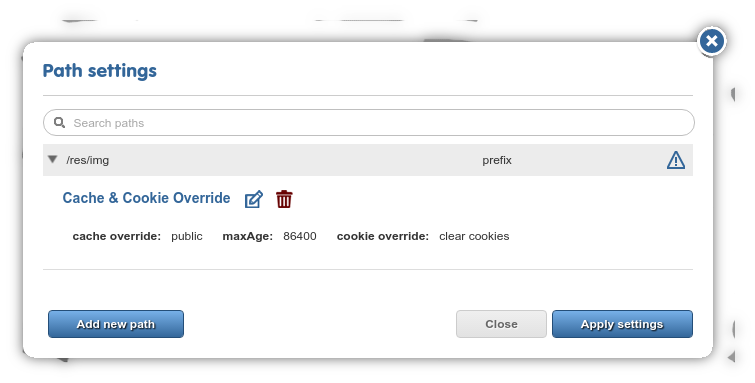 Path settings
Search paths
/res/img prefix
Cache & Cookie Override
cache override: public maxAge: 86400 cookie override: clear cookies
Add new path Close Apply settings